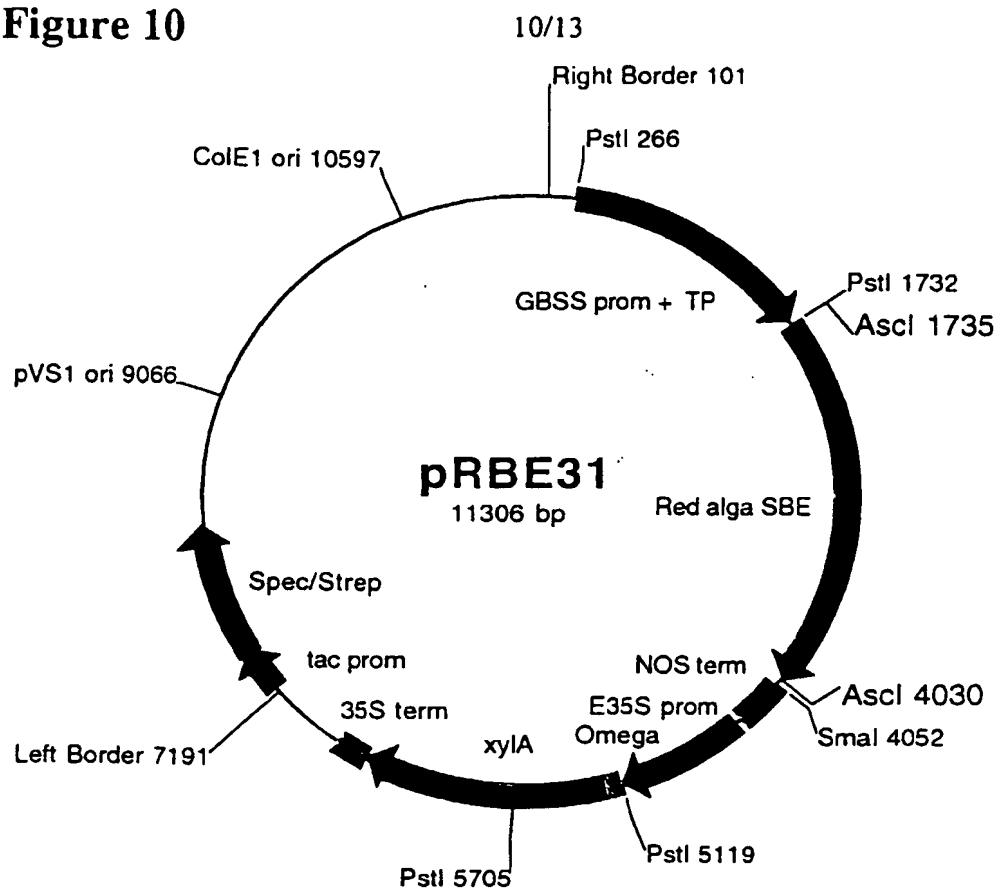 Figure 10
10/13
Right Border 101
PstI 266
ColE1 ori 10597
GBSS prom + TP
PstI 1732
AscI 1735
pVS1 ori 9066
pRBE31
11306 bp
Red alga SBE
Spec/Strep
tac prom
NOS term
AscI 4030
35S term
E35S prom
SmaI 4052
Left Border 7191
xylA
Omega
PstI 5119
PstI 5705